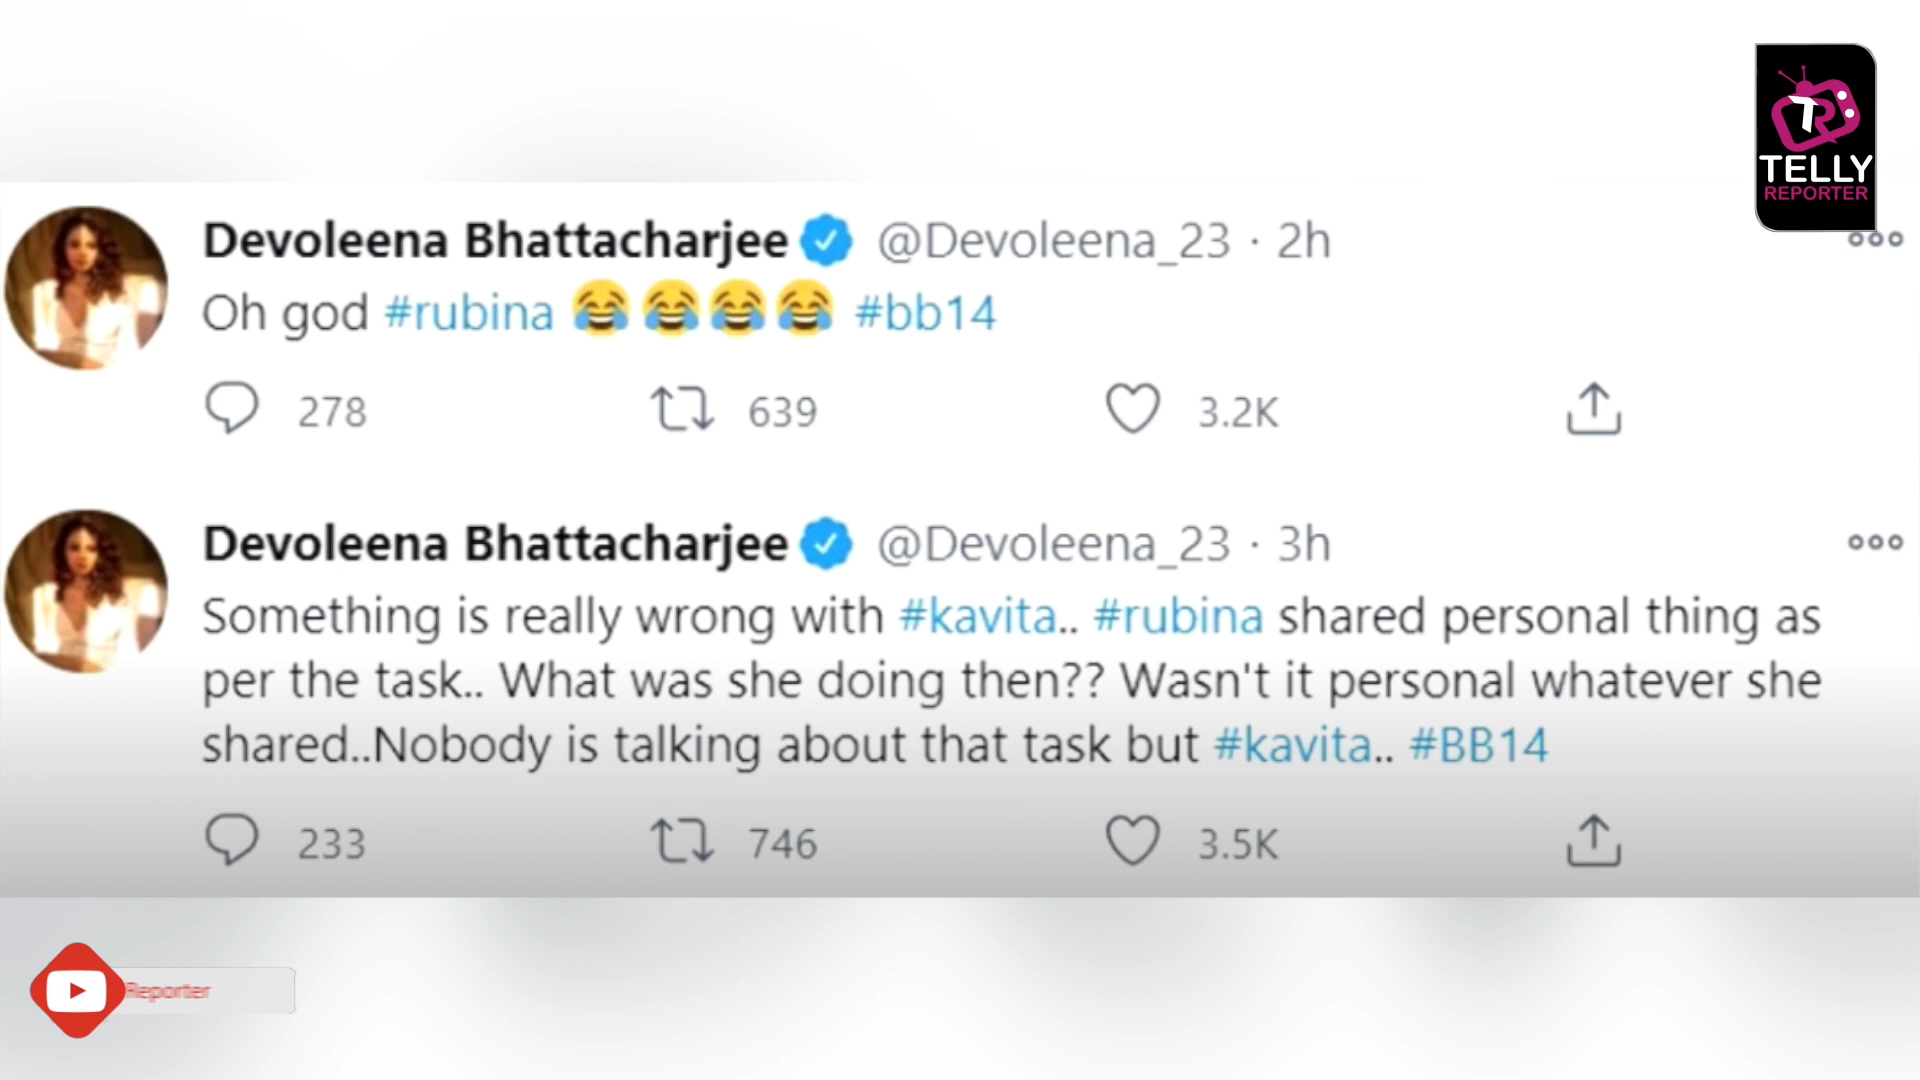 TELLY
REPORTER
Devoleena Bhattacharjee @Devoleena_23 · 2h
Oh god #rubina 😂😂😂😂 #bb14
278 639 3.2K
Devoleena Bhattacharjee @Devoleena_23 · 3h
Something is really wrong with #kavita.. #rubina shared personal thing as
per the task.. What was she doing then?? Wasn't it personal whatever she
shared..Nobody is talking about that task but #kavita.. #BB14
233 746 3.5K
Reporter